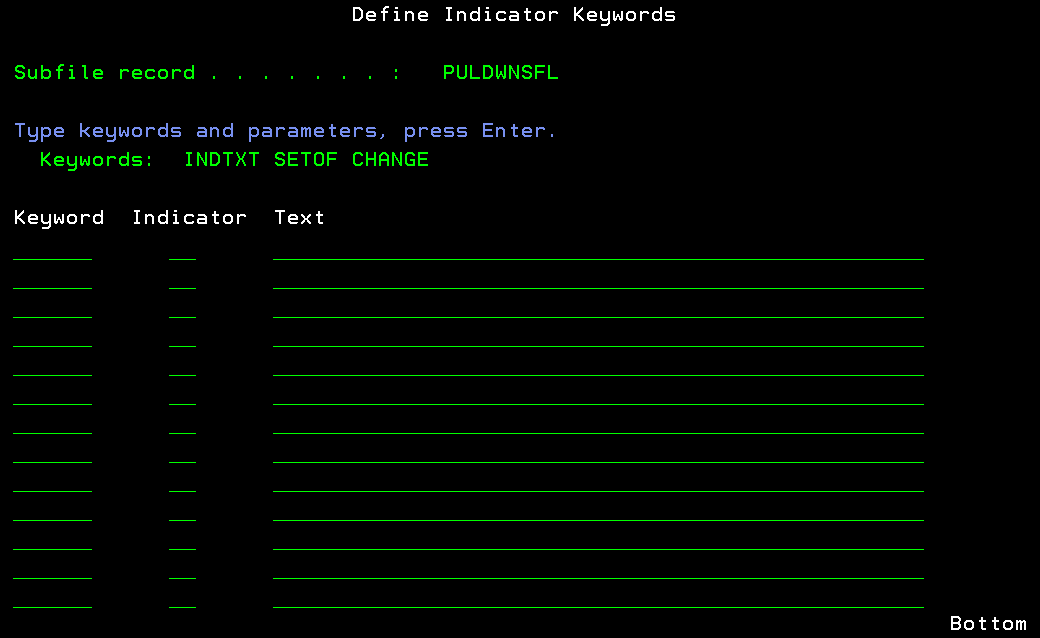 Define Indicator Keywords
Subfile record . . . . . . . :   PULDWNSFL
Type keywords and parameters, press Enter.
Keywords:  INDTXT SETOF CHANGE
Keyword  Indicator  Text
Bottom